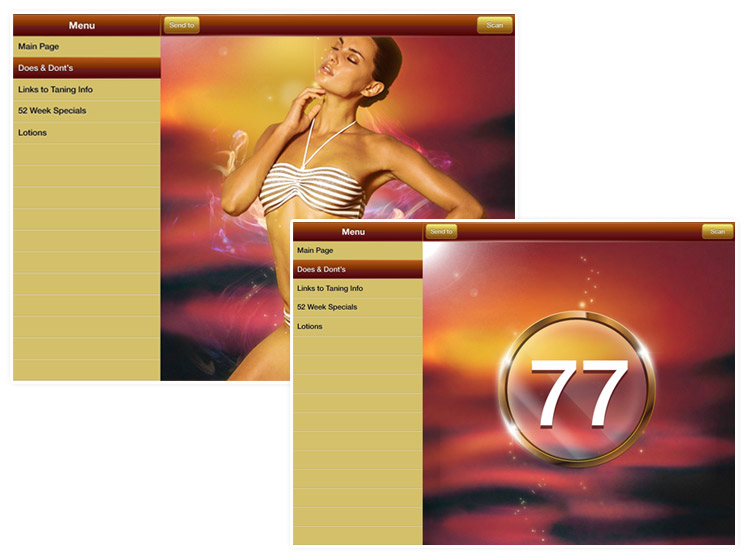 Menu
Send to
Scan
Main Page
Does & Dont's
Links to Taning Info
52 Week Specials
Lotions
Menu
Send to
Scan
Main Page
Does & Dont's
Links to Taning Info
52 Week Specials
Lotions
77